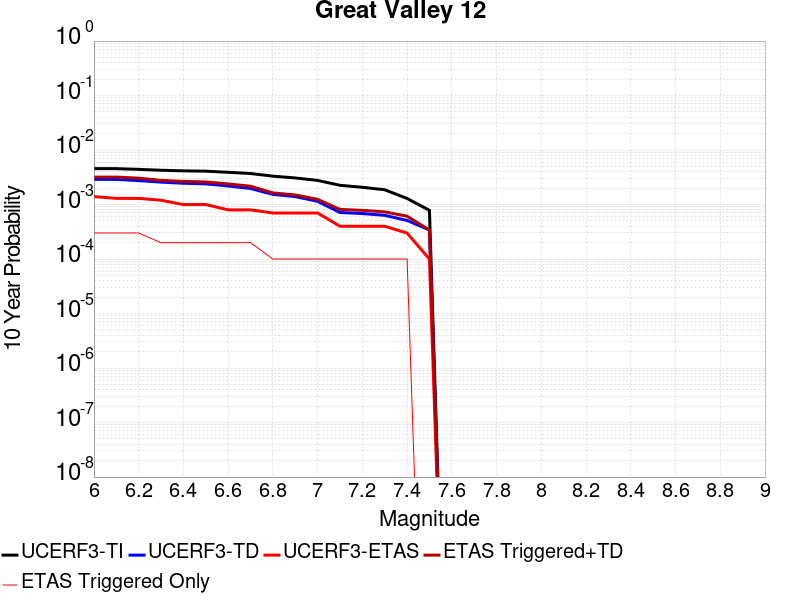 Great Valley 12
10 0
10 -1
10 -2
10 -3
10 -4
10 -5
10 -6
10 -7
10 -8
10 Year Probability
6 6.2 6.4 6.6 6.8 7 7.2 7.4 7.6 7.8 8 8.2 8.4 8.6 8.8 9
Magnitude
UCERF3-TI UCERF3-TD UCERF3-ETAS ETAS Triggered+TD
ETAS Triggered Only